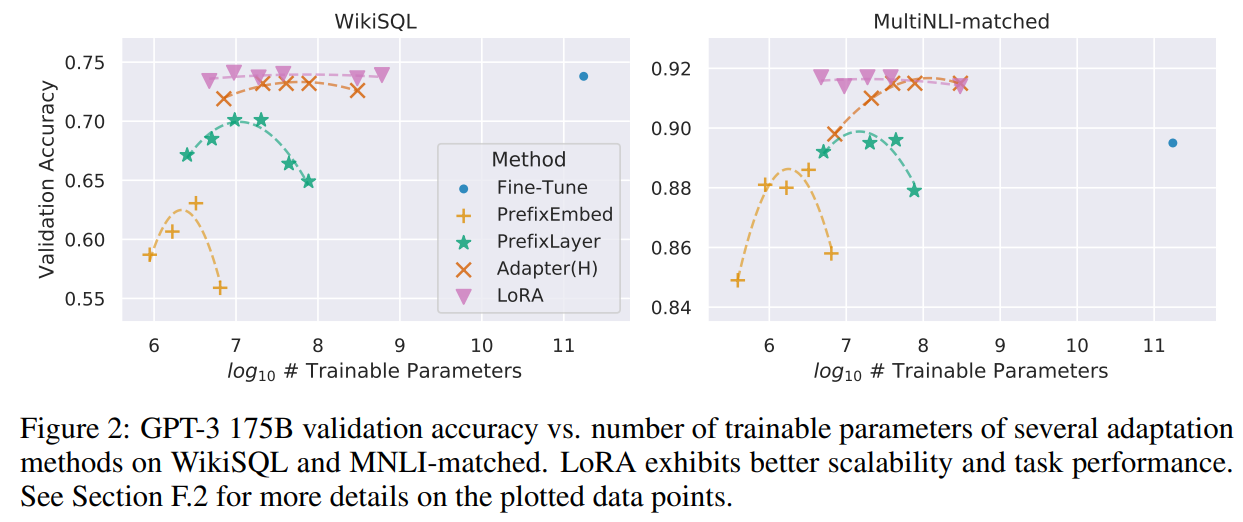 WikiSQL
MultiNLI-matched
Validation Accuracy
0.75
0.70
0.65
0.60
0.55
6 7 8 9 10 11
log10 # Trainable Parameters
Method
Fine-Tune
PrefixEmbed
PrefixLayer
Adapter(H)
LoRA
0.92
0.90
0.88
0.86
0.84
6 7 8 9 10 11
log10 # Trainable Parameters
Figure 2: GPT-3 175B validation accuracy vs. number of trainable parameters of several adaptation
methods on WikiSQL and MNLI-matched. LoRA exhibits better scalability and task performance.
See Section F.2 for more details on the plotted data points.